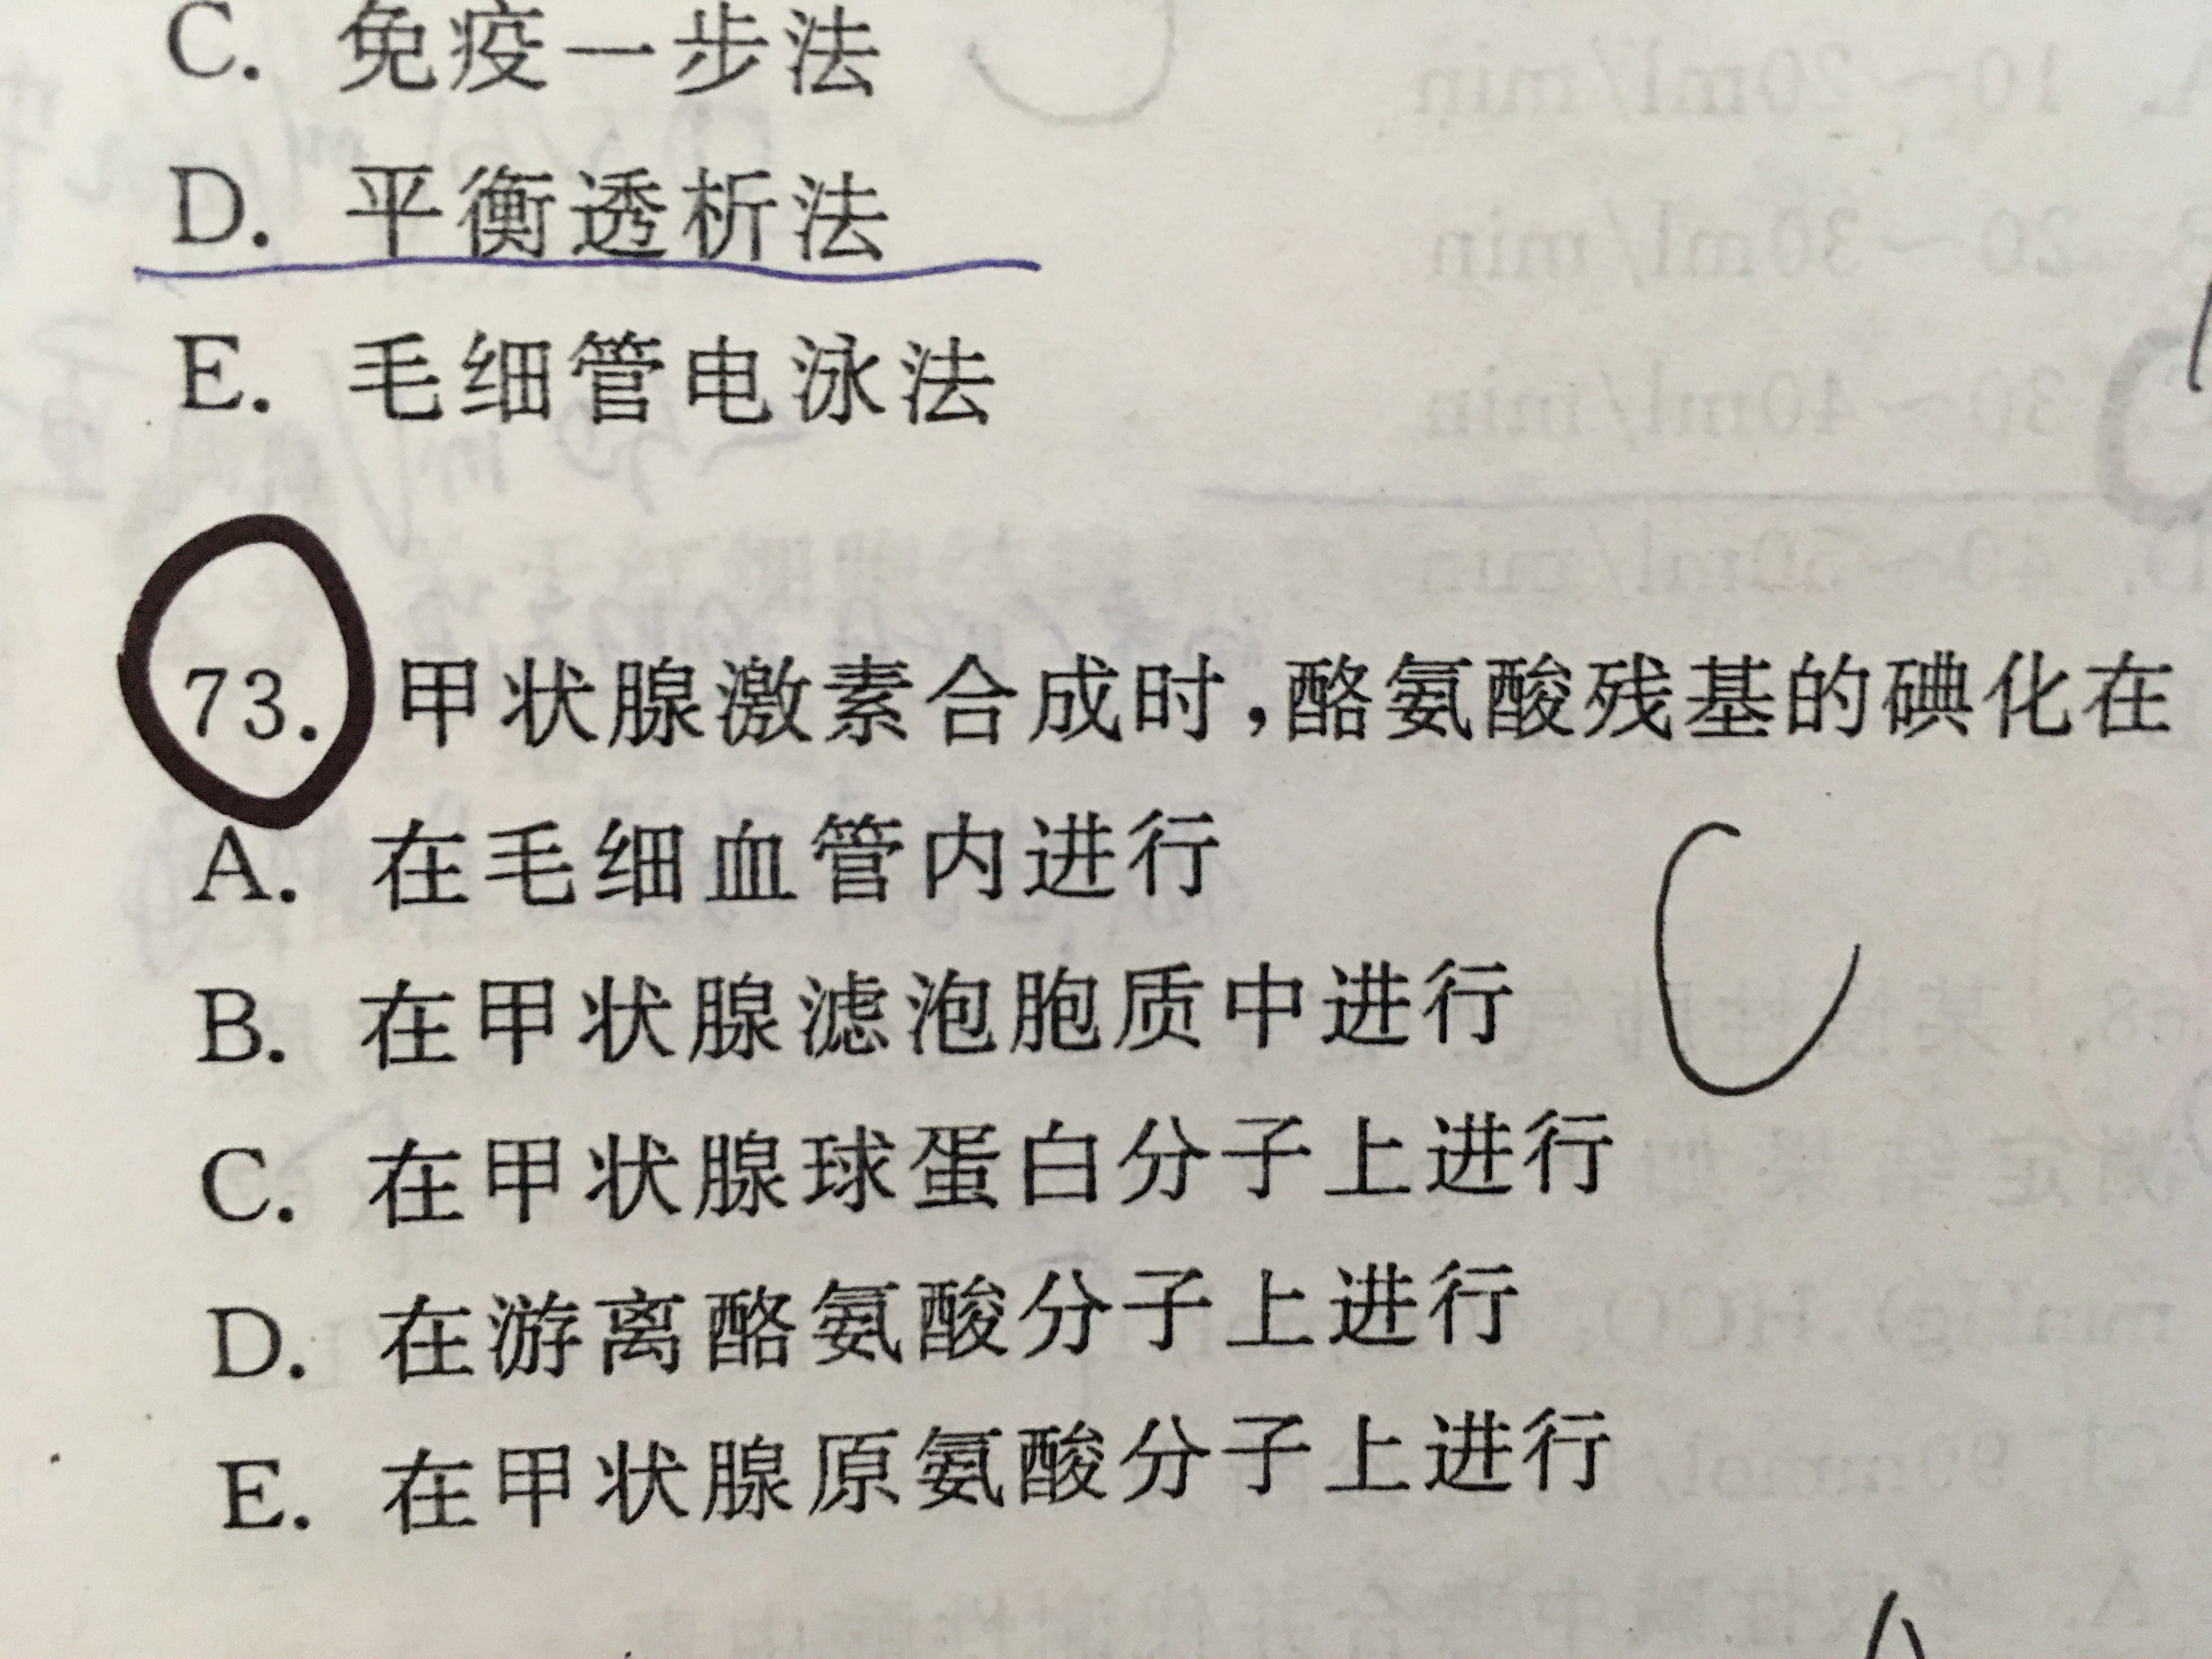 C. 免疫一步法
D. 平衡透析法
E. 毛细管电泳法
73. 甲状腺激素合成时，酪氨酸残基的碘化在
A. 在毛细血管内进行
B. 在甲状腺滤泡胞质中进行
C. 在甲状腺球蛋白分子上进行
C
D. 在游离酪氨酸分子上进行
E. 在甲状腺原氨酸分子上进行